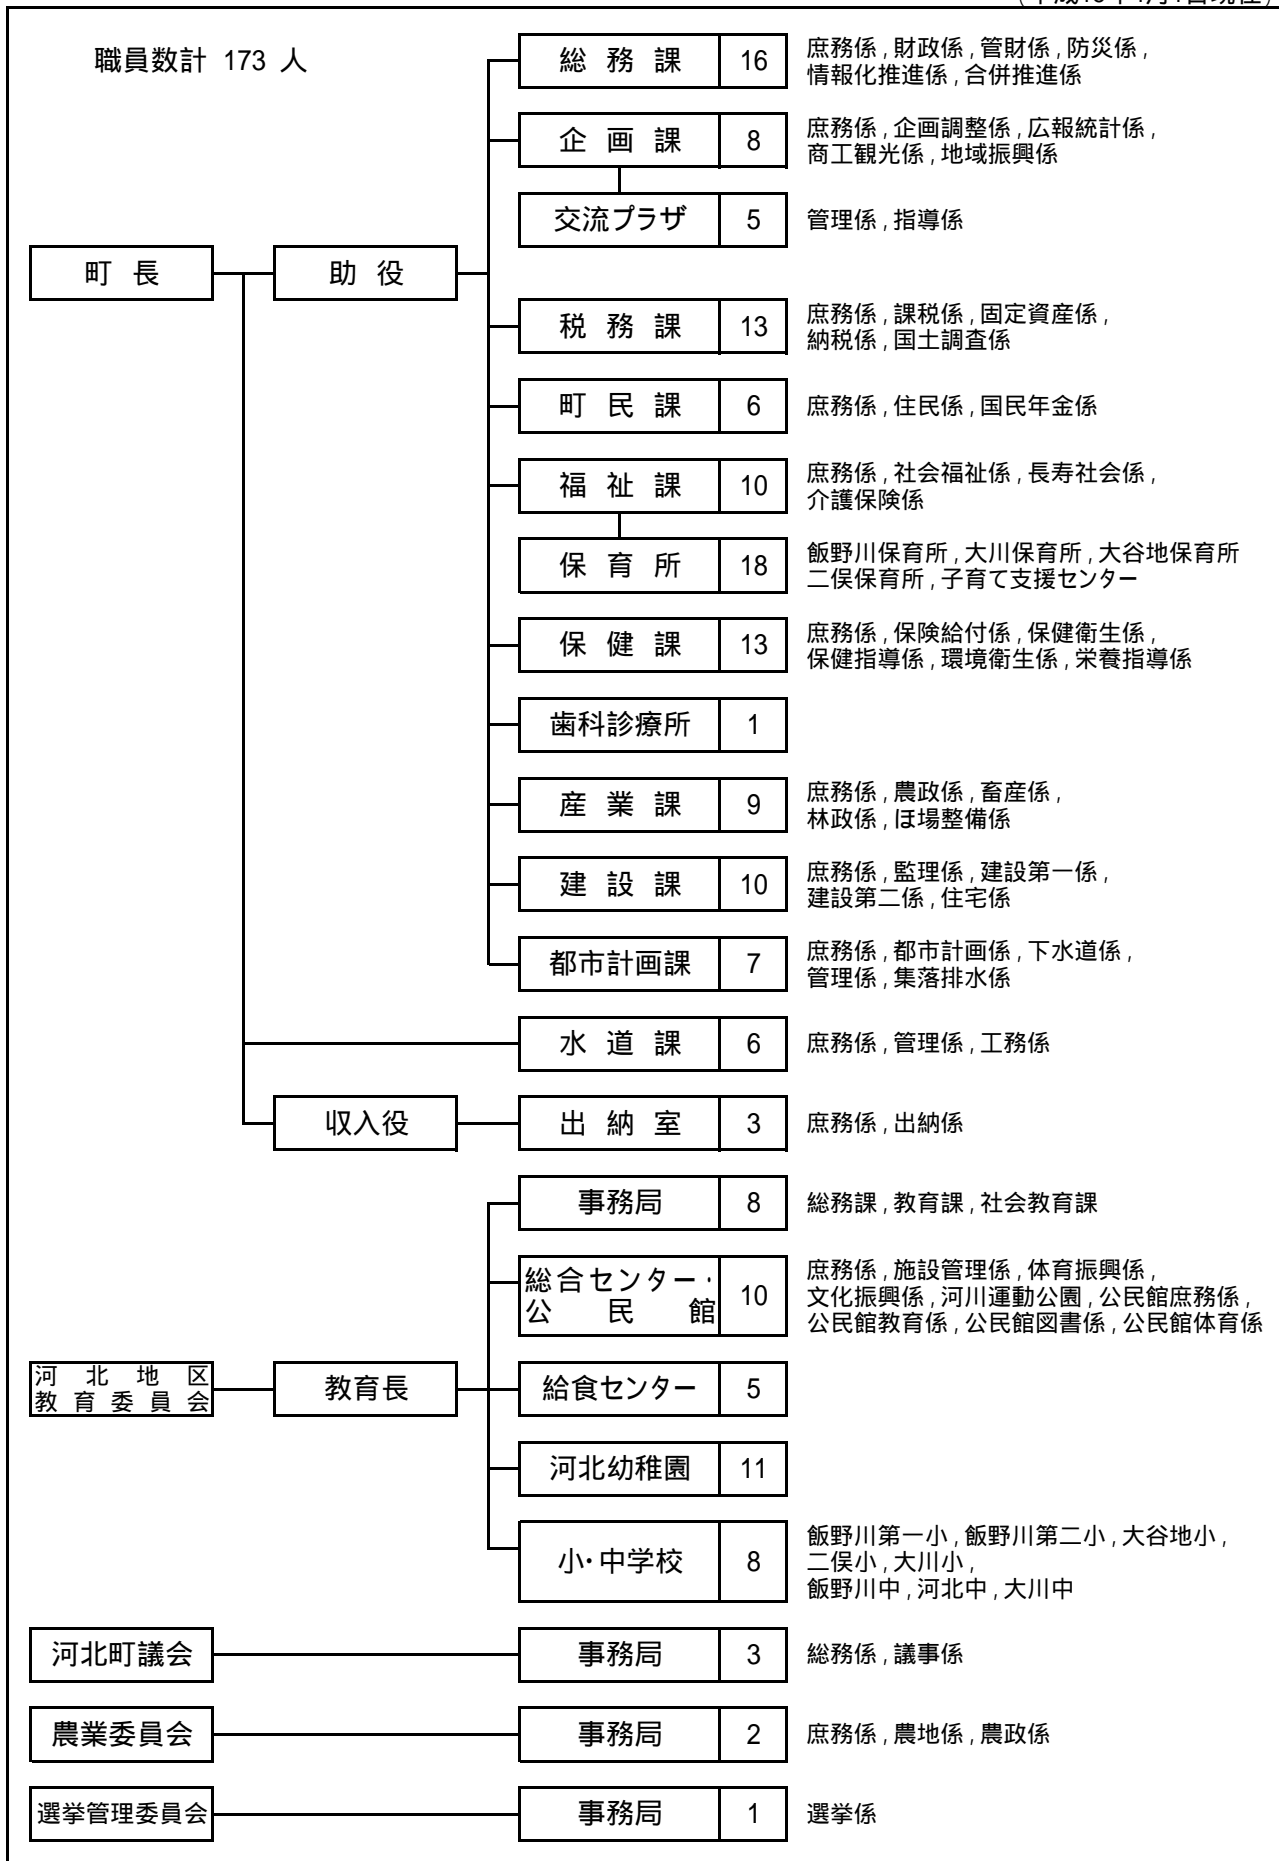 職員数計 173 人
総務課 16 庶務係,財政係,管財係,防災係,
情報化推進係,合併推進係
企画課 8 庶務係,企画調整係,広報統計係,
商工観光係,地域振興係
交流プラザ 5 管理係,指導係
町長 助役
税務課 13 庶務係,課税係,固定資産係,
納税係,国土調査係
町民課 6 庶務係,住民係,国民年金係
福祉課 10 庶務係,社会福祉係,長寿社会係,
介護保険係
保育所 18 飯野川保育所,大川保育所,大谷地保育所
二俣保育所,子育て支援センター
保健課 13 庶務係,保険給付係,保健衛生係,
保健指導係,環境衛生係,栄養指導係
歯科診療所 1
産業課 9 庶務係,農政係,畜産係,
林政係,ほ場整備係
建設課 10 庶務係,監理係,建設第一係,
建設第二係,住宅係
都市計画課 7 庶務係,都市計画係,下水道係,
管理係,集落排水係
水道課 6 庶務係,管理係,工務係
収入役 出納室 3 庶務係,出納係
事務局 8 総務課,教育課,社会教育課
総合センター・
公民館 10 庶務係,施設管理係,体育振興係,
文化振興係,河川運動公園,公民館庶務係,
公民館教育係,公民館図書係,公民館体育係
河北地区
教育委員会 教育長 給食センター 5
河北幼稚園 11
小・中学校 8 飯野川第一小,飯野川第二小,大谷地小,
二俣小,大川小,
飯野川中,河北中,大川中
河北町議会 事務局 3 総務係,議事係
農業委員会 事務局 2 庶務係,農地係,農政係
選挙管理委員会 事務局 1 選挙係